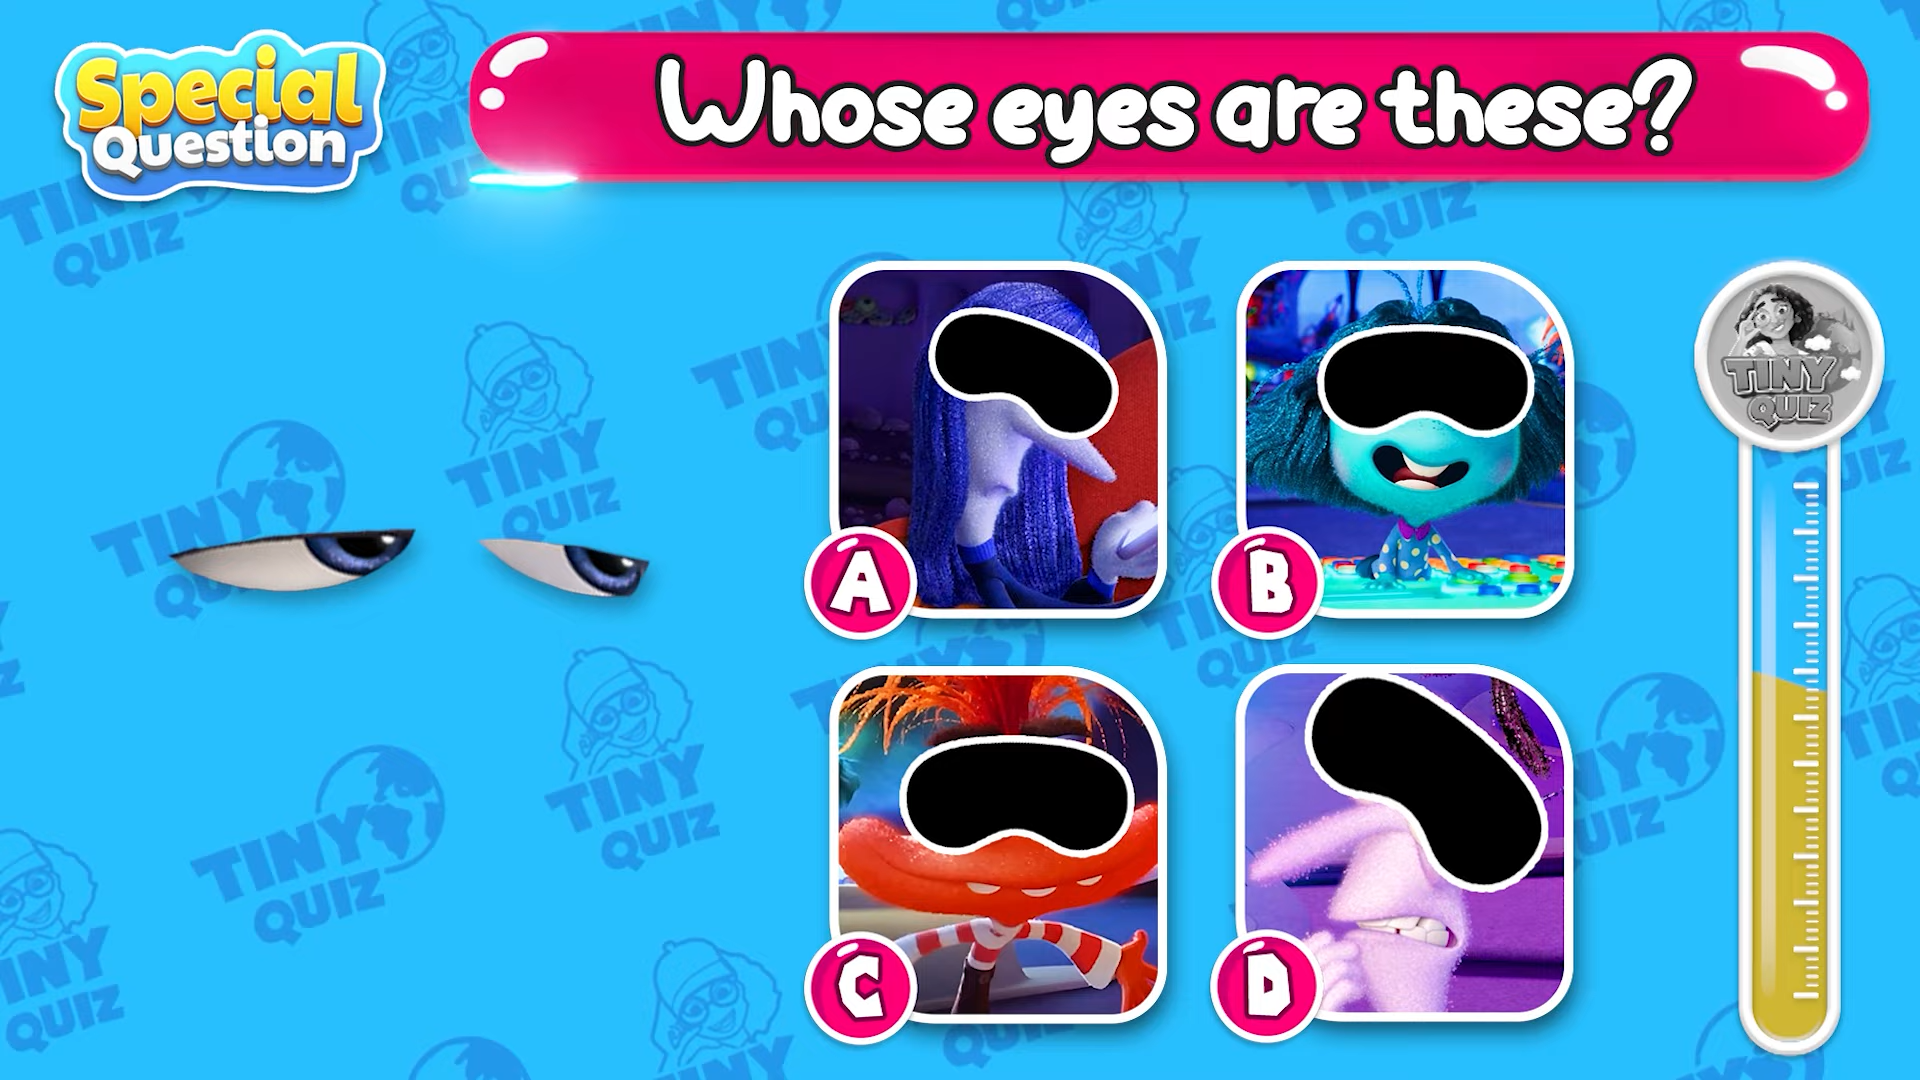 Special
Question
Whose eyes are these?
A
B
C
D
TINY
QUIZ